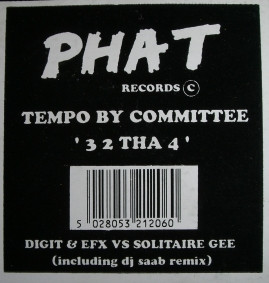 PHAT
RECORDS ©
TEMPO BY COMMITTEE
' 3 2 THA 4 '
5 028053 212060
DIGIT & EFX VS SOLITAIRE GEE
(including dj saab remix)